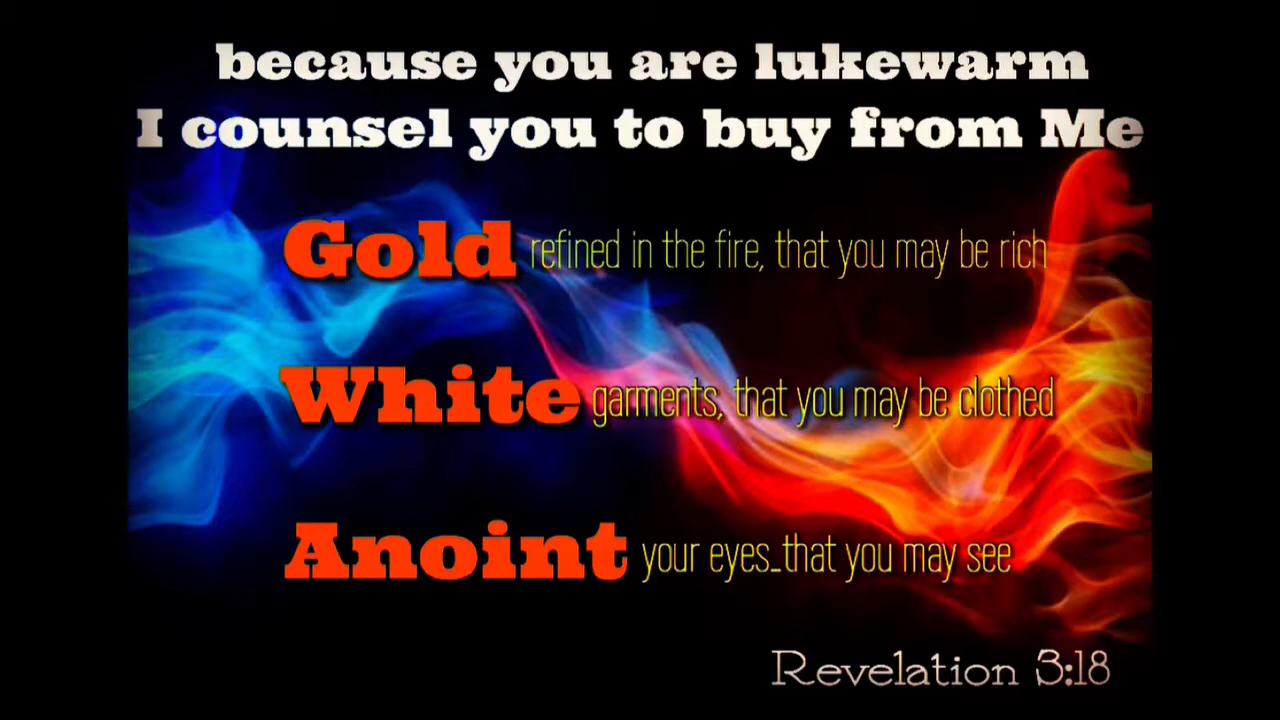 because you are lukewarm
I counsel you to buy from Me
Gold refined in the fire, that you may be rich
White garments, that you may be clothed
Anoint your eyes...that you may see
Revelation 3:18